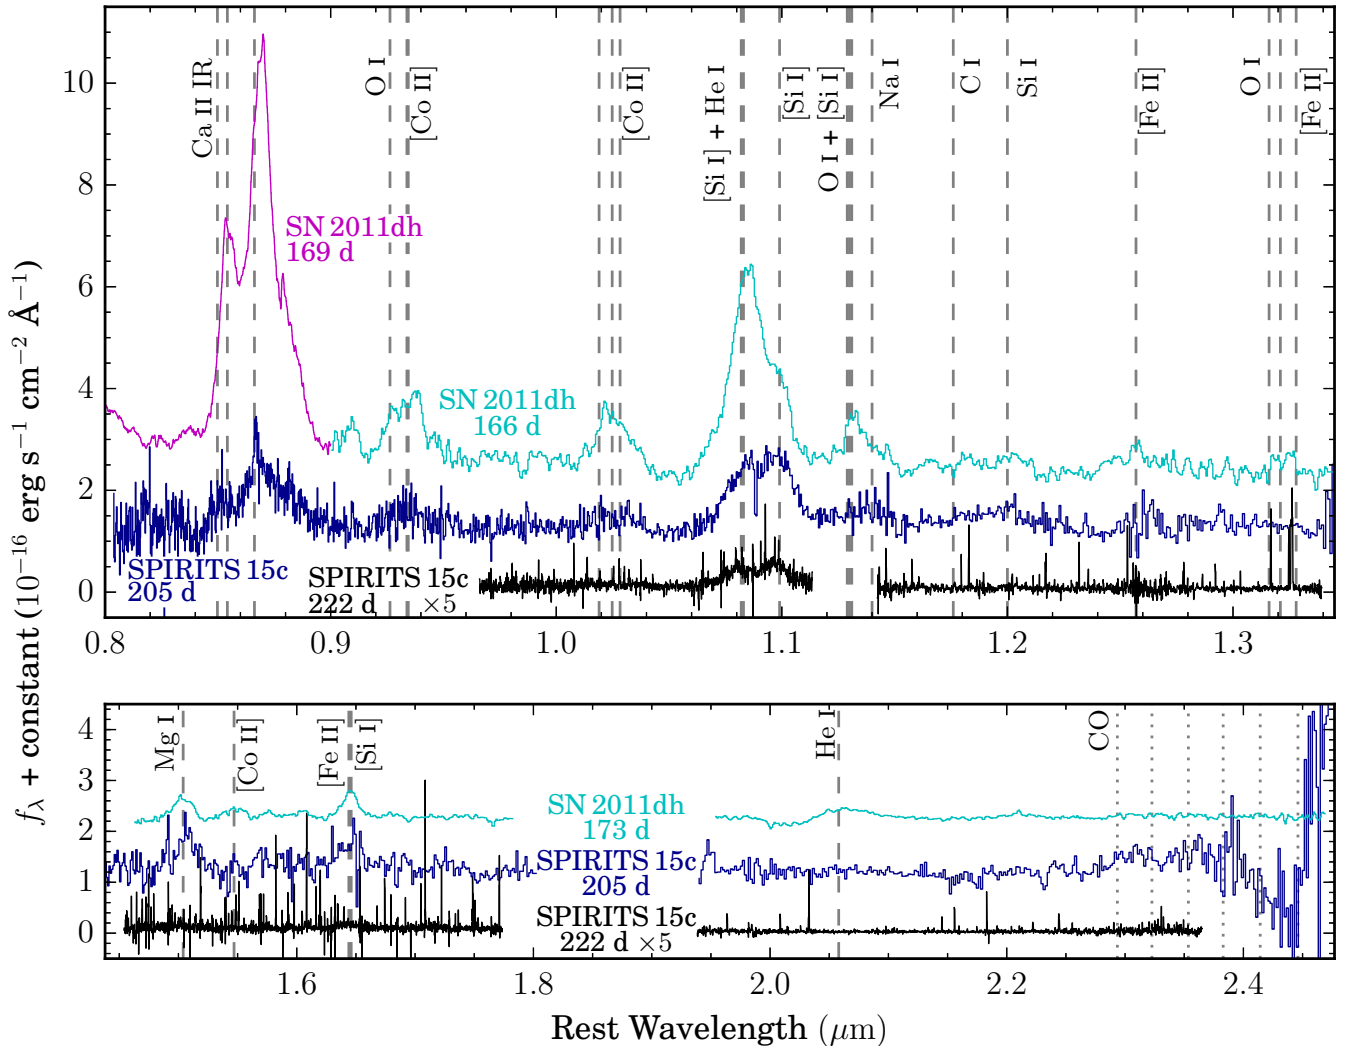 Ca II IR
O I
[Co II]
[Co II]
[Si I] + He I
[Si I]
O I + [Si I]
Na I
C I
Si I
[Fe II]
O I
[Fe II]
10
8
6
4
2
0
SN 2011dh
169 d
SN 2011dh
166 d
SPIRITS 15c
205 d
SPIRITS 15c
222 d ×5
0.8 0.9 1.0 1.1 1.2 1.3
fλ + constant (10⁻¹⁶ erg s⁻¹ cm⁻² Å⁻¹)
Mg I
[Co II]
[Fe II]
[Si I]
He I
CO
4
3
2
1
0
SN 2011dh
173 d
SPIRITS 15c
205 d
SPIRITS 15c
222 d ×5
1.6 1.8 2.0 2.2 2.4
Rest Wavelength (μm)